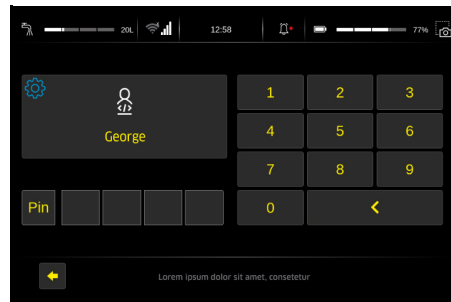 20L 12:58 77%
</>
George
1 2 3
4 5 6
7 8 9
Pin 0
Lorem ipsum dolor sit amet, consetetur